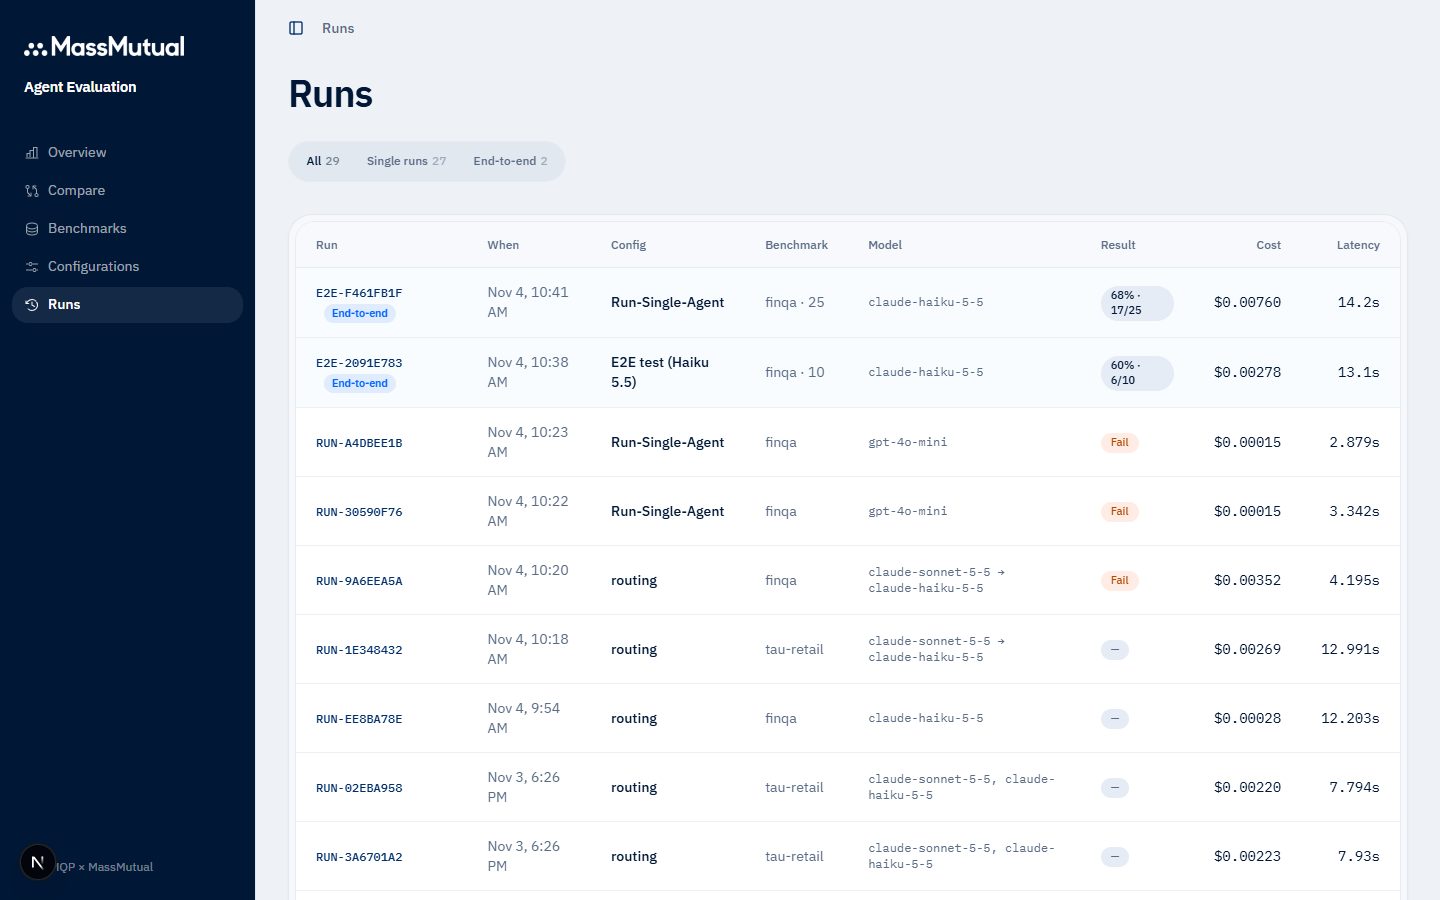 MassMutual
Agent Evaluation
Overview
Compare
Benchmarks
Configurations
Runs
N IQP × MassMutual
Runs
Runs
All 29 Single runs 27 End-to-end 2
Run When Config Benchmark Model Result Cost Latency
E2E-F461FB1F End-to-end Nov 4, 10:41 AM Run-Single-Agent finqa · 25 claude-haiku-5-5 68% · 17/25 $0.00760 14.2s
E2E-2091E783 End-to-end Nov 4, 10:38 AM E2E test (Haiku 5.5) finqa · 10 claude-haiku-5-5 60% · 6/10 $0.00278 13.1s
RUN-A4DBEE1B Nov 4, 10:23 AM Run-Single-Agent finqa gpt-4o-mini Fail $0.00015 2.879s
RUN-30590F76 Nov 4, 10:22 AM Run-Single-Agent finqa gpt-4o-mini Fail $0.00015 3.342s
RUN-9A6EEA5A Nov 4, 10:20 AM routing finqa claude-sonnet-5-5 → claude-haiku-5-5 Fail $0.00352 4.195s
RUN-1E348432 Nov 4, 10:18 AM routing tau-retail claude-sonnet-5-5 → claude-haiku-5-5 — $0.00269 12.991s
RUN-EE8BA78E Nov 4, 9:54 AM routing finqa claude-haiku-5-5 — $0.00028 12.203s
RUN-02EBA958 Nov 3, 6:26 PM routing tau-retail claude-sonnet-5-5, claude-haiku-5-5 — $0.00220 7.794s
RUN-3A6701A2 Nov 3, 6:26 PM routing tau-retail claude-sonnet-5-5, claude-haiku-5-5 — $0.00223 7.93s